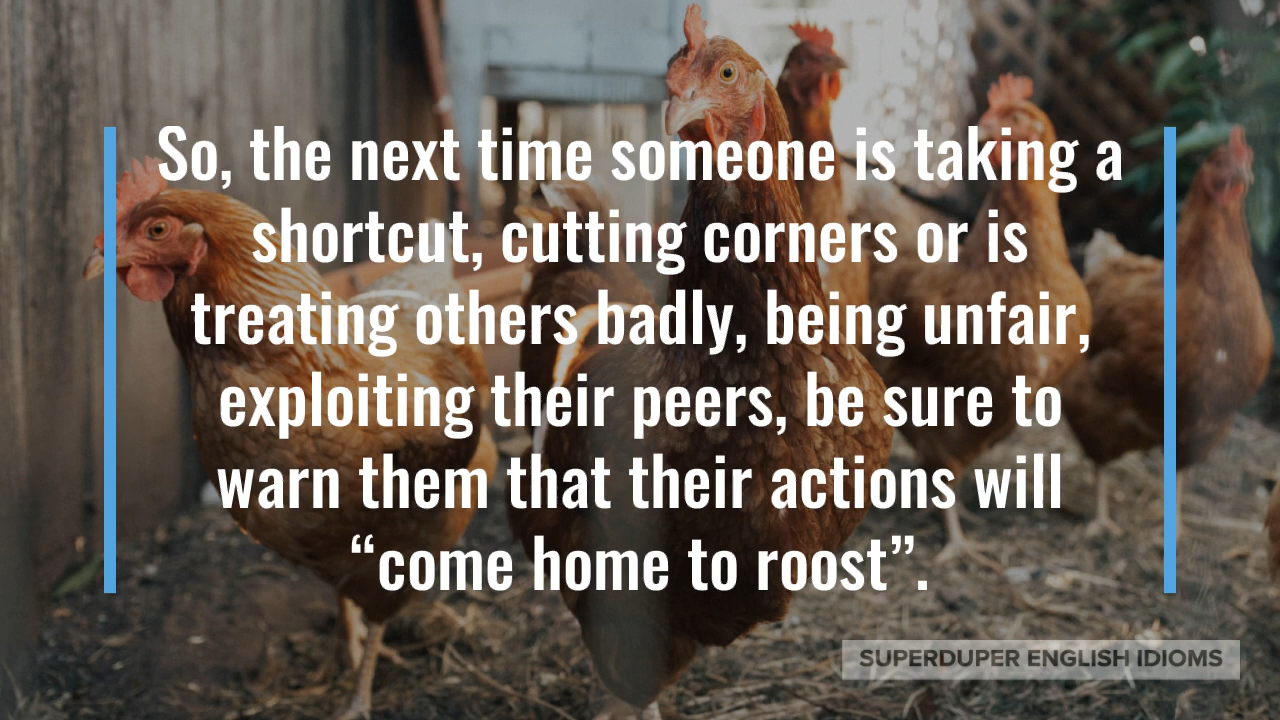 So, the next time someone is taking a
shortcut, cutting corners or is
treating others badly, being unfair,
exploiting their peers, be sure to
warn them that their actions will
“come home to roost”.
SUPERDUPER ENGLISH IDIOMS